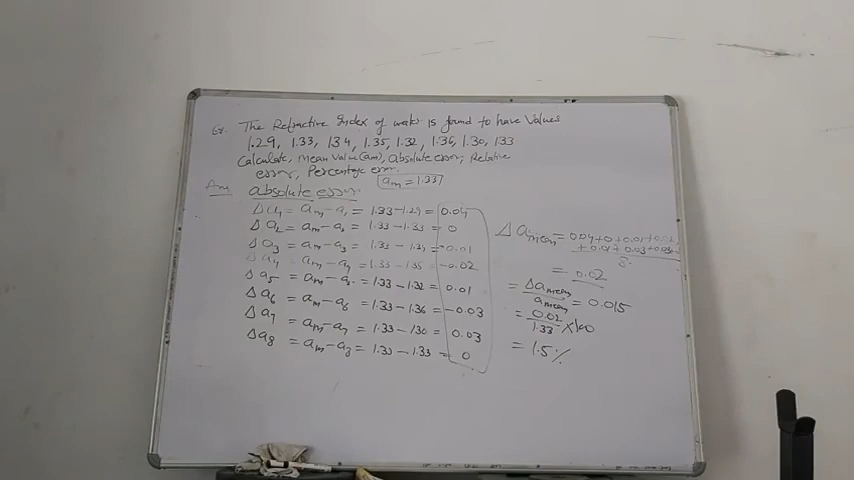 Ex. The Refractive Index of water is found to have Values
1.29, 1.33, 1.34, 1.35, 1.32, 1.36, 1.30, 1.33
Calculate, mean value(am), absolute error, Relative
error, Percentage error.
am = 1.33
Ans absolute error.
Δa1 = am - a1 = 1.33 - 1.29 = 0.04
Δa2 = am - a2 = 1.33 - 1.33 = 0
Δa3 = am - a3 = 1.33 - 1.34 = -0.01
Δa4 = am - a4 = 1.33 - 1.35 = -0.02
Δa5 = am - a5 = 1.33 - 1.32 = 0.01
Δa6 = am - a6 = 1.33 - 1.36 = -0.03
Δa7 = am - a7 = 1.33 - 1.30 = 0.03
Δa8 = am - a8 = 1.33 - 1.33 = 0
Δamean = 0.04+0+0.01+0.02
+0.01+0.03+0.03
8
= 0.02
= Δamean / amean = 0.015
= 0.02 / 1.33 × 100
= 1.5%